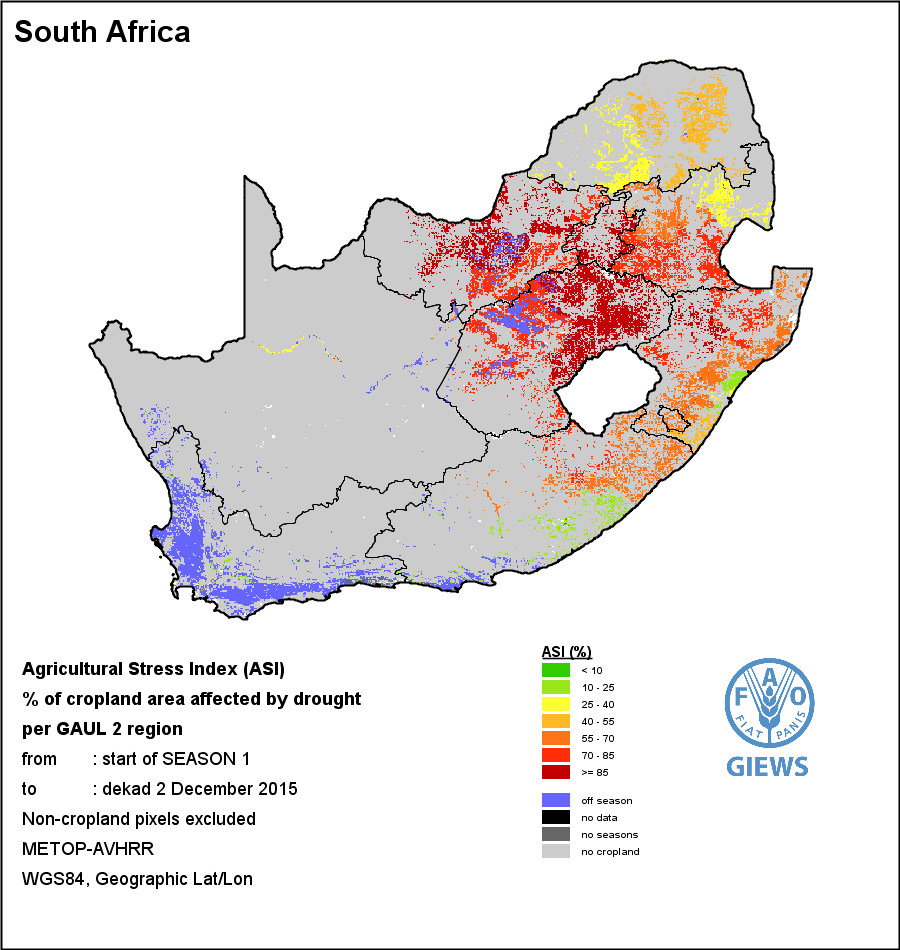 South Africa
Agricultural Stress Index (ASI)
% of cropland area affected by drought
per GAUL 2 region
from : start of SEASON 1
to : dekad 2 December 2015
Non-cropland pixels excluded
METOP-AVHRR
WGS84, Geographic Lat/Lon
ASI (%)
< 10
10 - 25
25 - 40
40 - 55
55 - 70
70 - 85
>= 85
off season
no data
no seasons
no cropland
F A O
FIAT PANIS
GIEWS